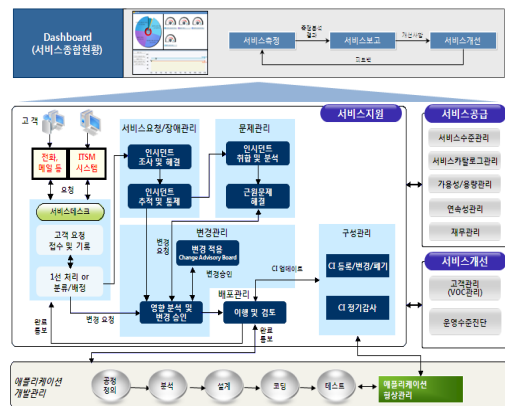 Dashboard
(서비스종합현황)
측정분석
결과
개선사항
서비스측정
서비스보고
서비스개선
피드백
고객
서비스지원
서비스공급
서비스요청/장애관리
문제관리
전화,
메일 등
ITSM
시스템
인시던트
조사 및 해결
인시던트
취합 및 분석
서비스수준관리
서비스카탈로그관리
요청
인시던트
추적 및 통제
근원문제
해결
가용성/용량관리
서비스데스크
연속성관리
재무관리
고객 요청
접수 및 기록
변경
요청
변경관리
구성관리
변경 적용
Change Advisory Board
CI 등록/변경/폐기
서비스개선
변경승인
CI 업데이트
1선 처리 or
분류/배정
배포관리
고객관리
(VOC관리)
영향 분석 및
변경 승인
이행 및 검토
CI 정기감사
운영수준진단
완료
통보
변경 요청
완료
통보
애플리케이션
개발관리
공정
정의
분석
설계
코딩
테스트
애플리케이션
형상관리